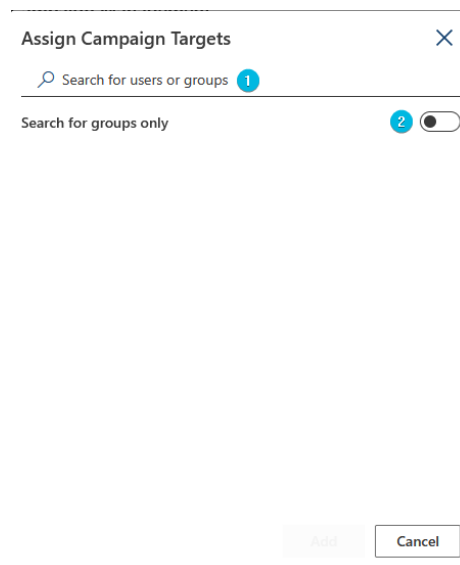 Assign Campaign Targets
Search for users or groups 1
Search for groups only 2
Add Cancel